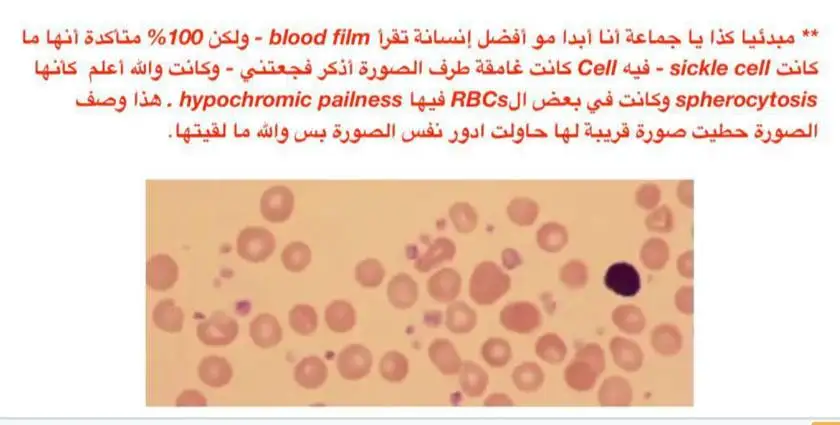 ** مبدئيا كذا يا جماعة أنا أبدا مو أفضل إنسانة تقرأ blood film - ولكن 100% متأكدة أنها ما
كانت sickle cell - فيه Cell كانت غامقة طرف الصورة أذكر فجعتني - وكانت والله أعلم كأنها
spherocytosis وكانت في بعض الRBCs فيها hypochromic pailness . هذا وصف
الصورة حطيت صورة قريبة لها حاولت ادور نفس الصورة بس والله ما لقيتها.